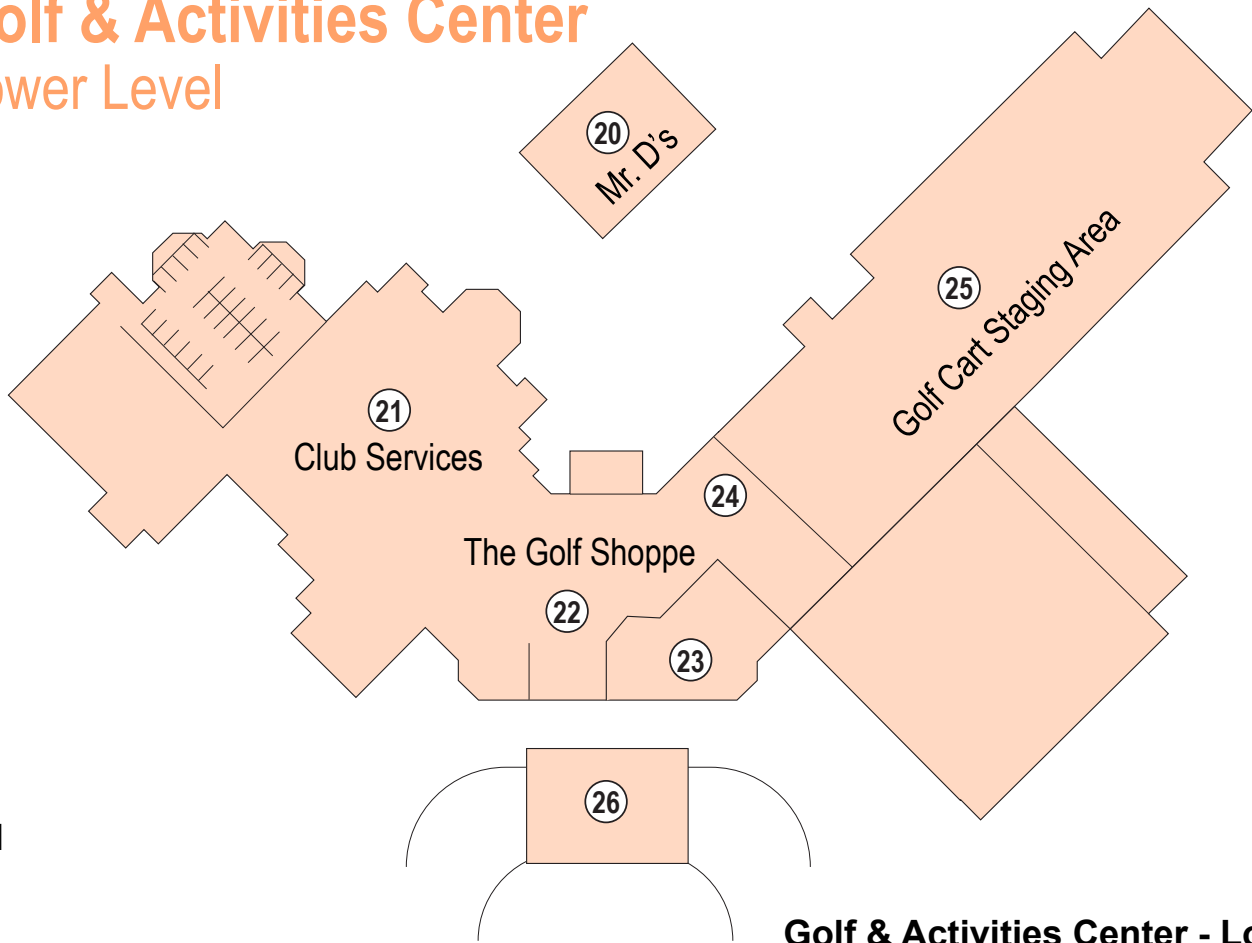 olf & Activities Center
ower Level
20
Mr. D's
25
Golf Cart Staging Area
21
Club Services
24
The Golf Shoppe
22
23
26
Golf & Activities Center - Lo